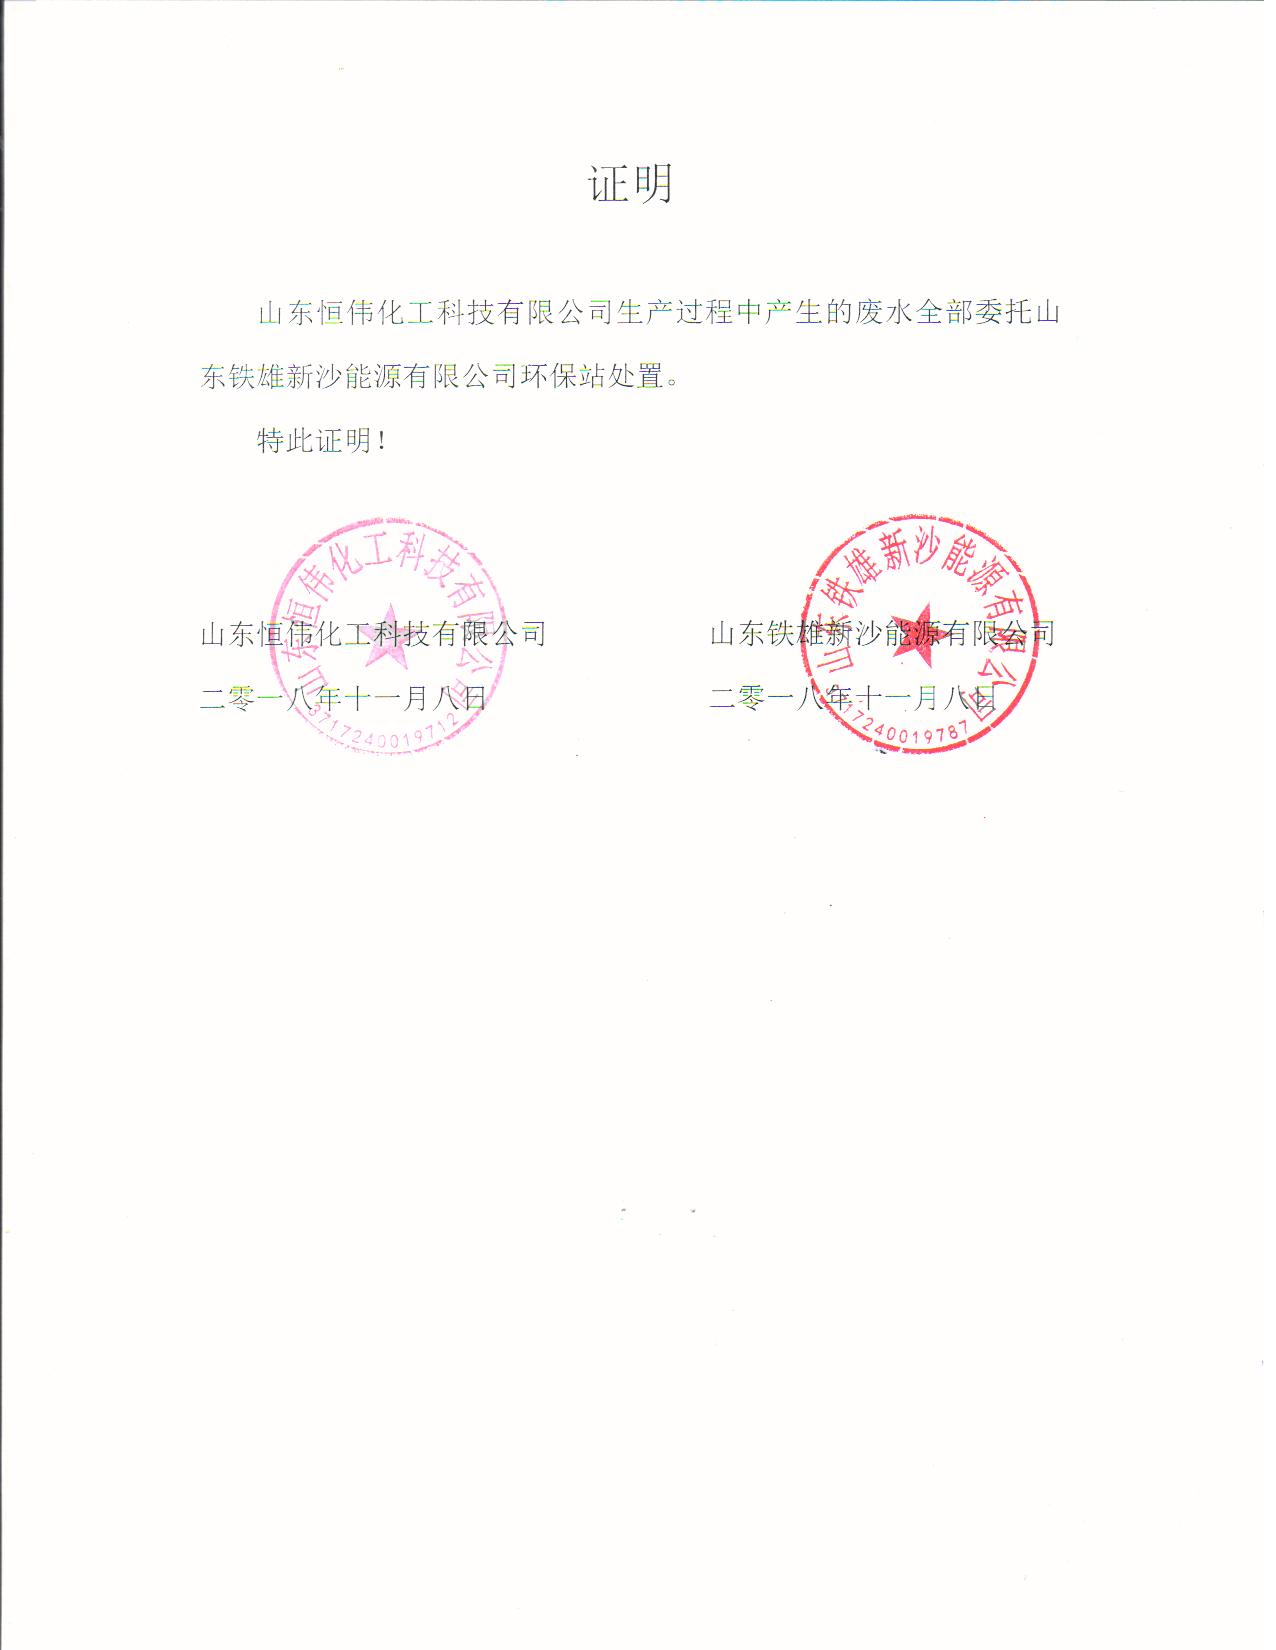 证明
山东恒伟化工科技有限公司生产过程中产生的废水全部委托山
东铁雄新沙能源有限公司环保站处置。
特此证明！
山东恒伟化工科技有限公司
山东铁雄新沙能源有限公司
二零一八年十一月八日
二零一八年十一月八日
山东恒伟化工科技有限公司
3717240019712
山东铁雄新沙能源有限公司
17240019787